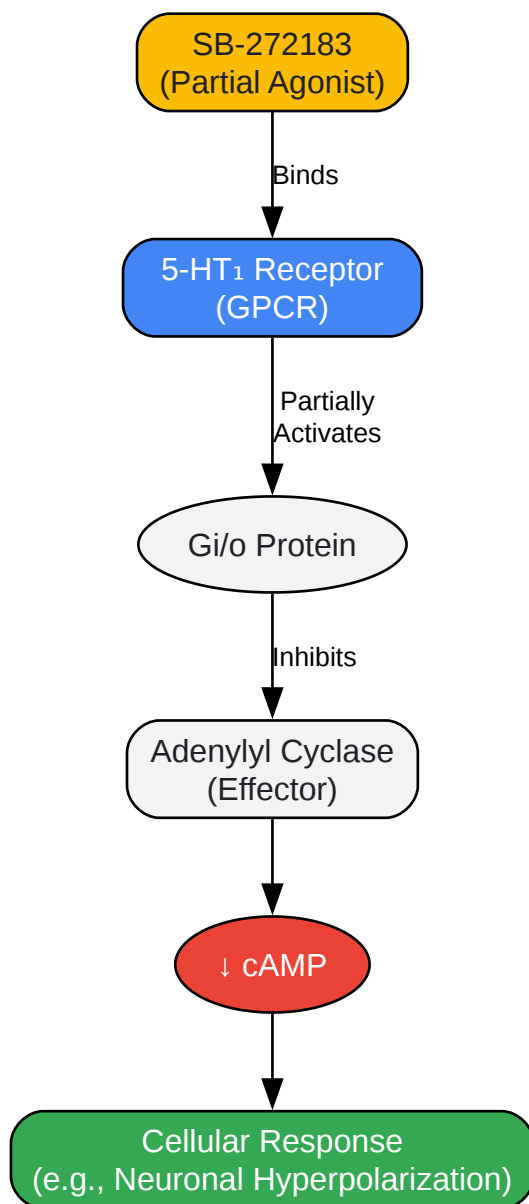 SB-272183
(Partial Agonist)
Binds
5-HT₁ Receptor
(GPCR)
Partially
Activates
Gi/o Protein
Inhibits
Adenylyl Cyclase
(Effector)
↓ cAMP
Cellular Response
(e.g., Neuronal Hyperpolarization)